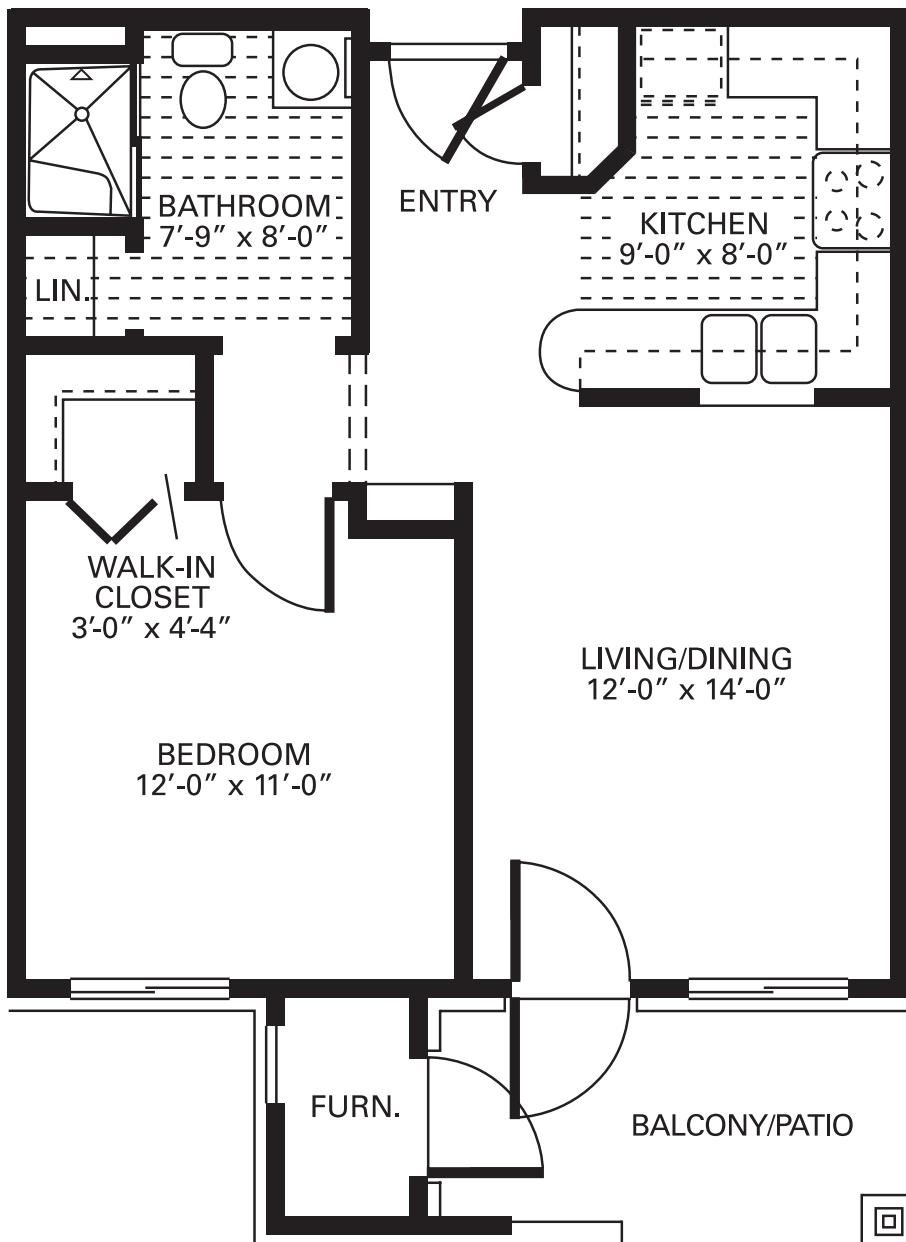 BATHROOM
7′-9″ x 8′-0″
ENTRY
KITCHEN
9′-0″ x 8′-0″
LIN.
WALK-IN
CLOSET
3′-0″ x 4′-4″
LIVING/DINING
12′-0″ x 14′-0″
BEDROOM
12′-0″ x 11′-0″
FURN.
BALCONY/PATIO